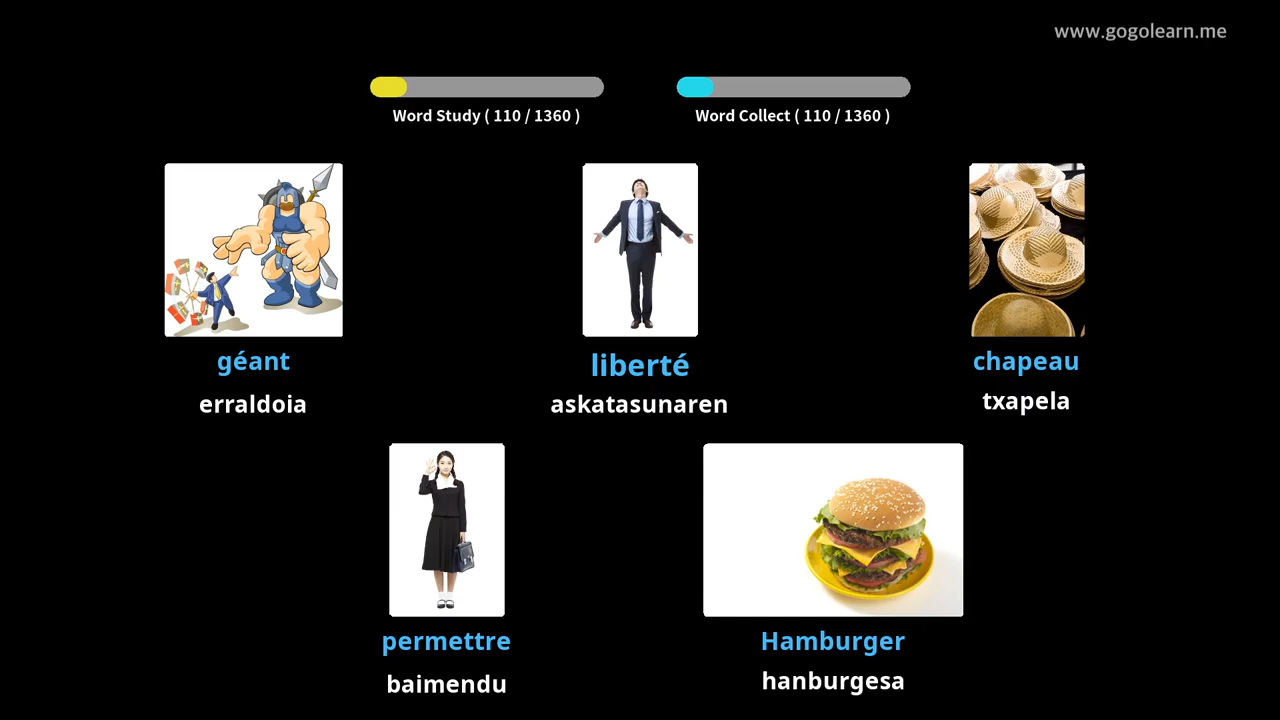 www.gogolearn.me
Word Study ( 110 / 1360 )
Word Collect ( 110 / 1360 )
géant
liberté
chapeau
erraldoia
askatasunaren
txapela
permettre
Hamburger
baimendu
hanburgesa